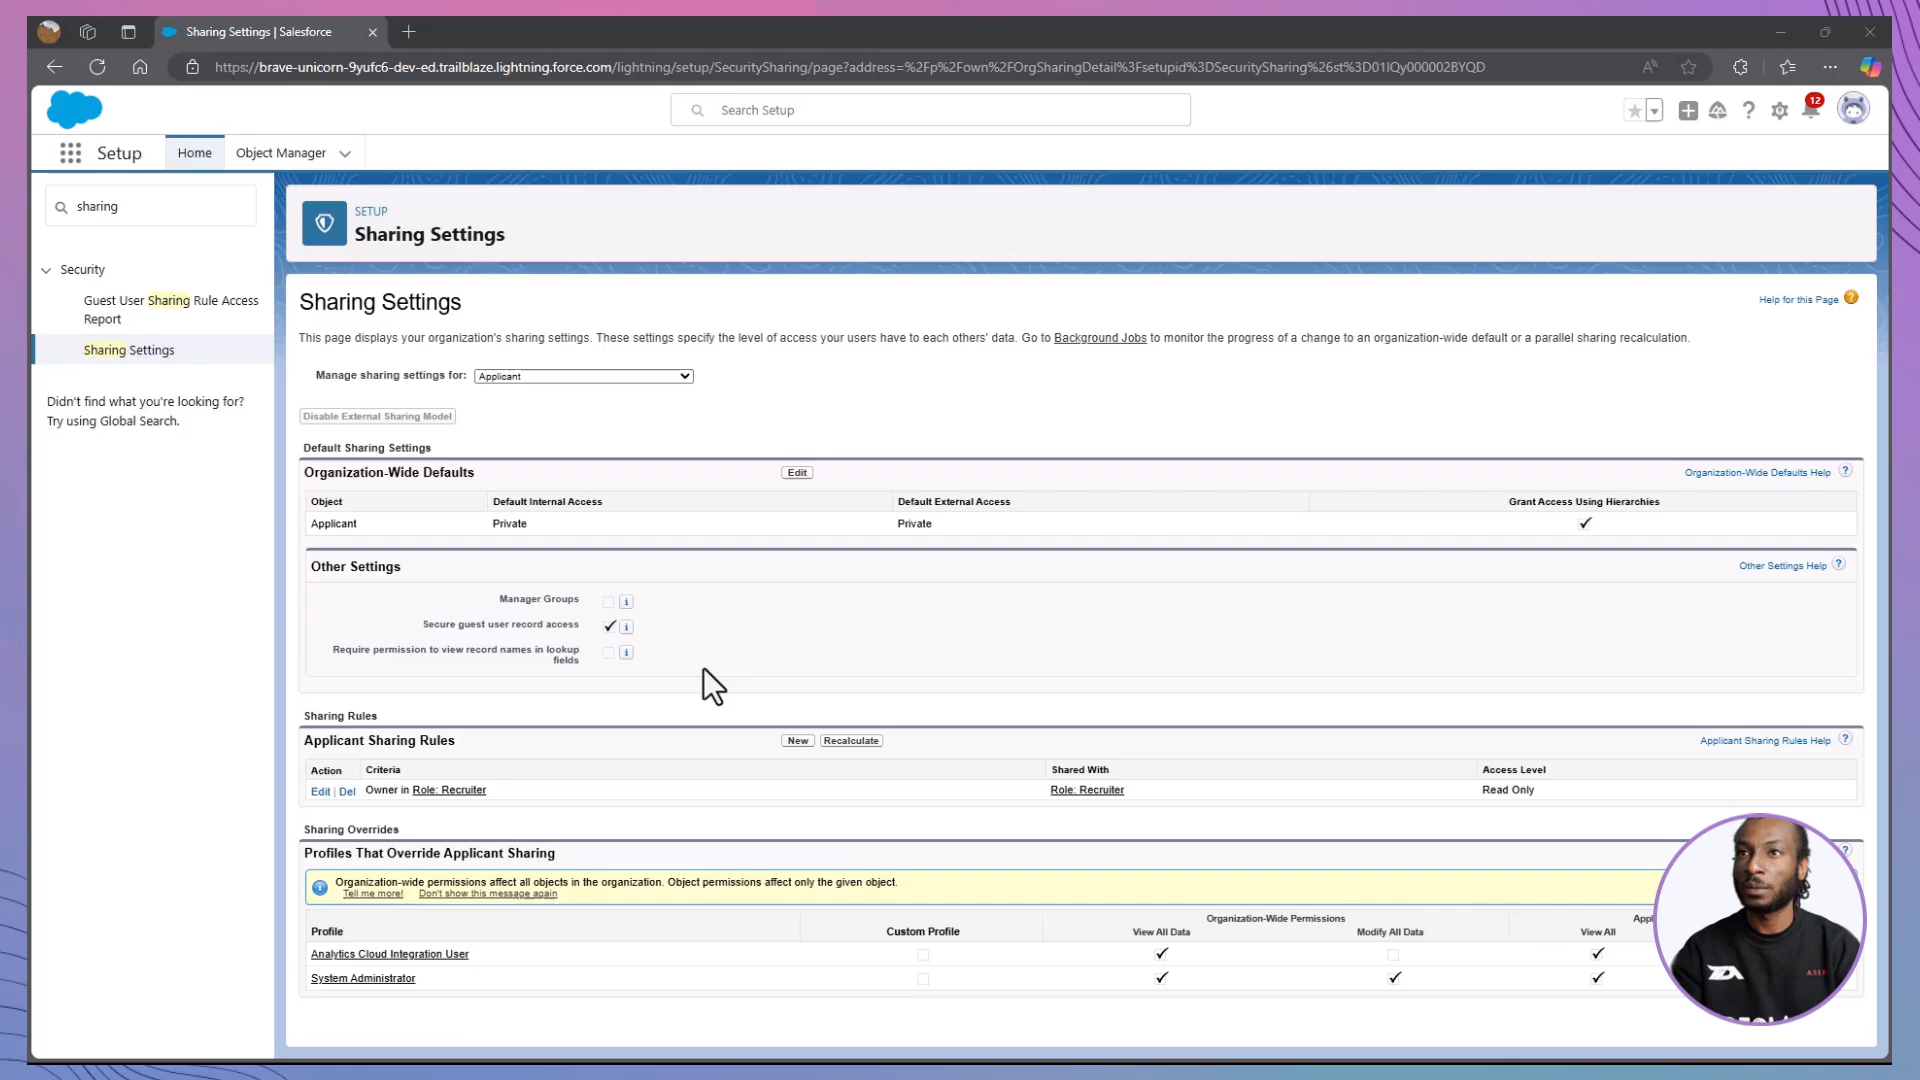 Sharing Settings | Salesforce
https://brave-unicorn-9yufc6-dev-ed.trailblaze.lightning.force.com/lightning/setup/SecuritySharing/page?address=%2Fp%2Fown%2FOrgSharingDetail%3Fsetupid%3DSecuritySharing%26st%3D01IQy000002BYQD
Search Setup
12
Setup
Home
Object Manager
sharing
Security
Guest User Sharing Rule Access
Report
Sharing Settings
Didn't find what you're looking for?
Try using Global Search.
SETUP
Sharing Settings
Sharing Settings
Help for this Page
This page displays your organization's sharing settings. These settings specify the level of access your users have to each others' data. Go to Background Jobs to monitor the progress of a change to an organization-wide default or a parallel sharing recalculation.
Manage sharing settings for: Applicant
Disable External Sharing Model
Default Sharing Settings
Organization-Wide Defaults Edit Organization-Wide Defaults Help ?
Object Default Internal Access Default External Access Grant Access Using Hierarchies
Applicant Private Private
Other Settings Other Settings Help ?
Manager Groups i
Secure guest user record access i
Require permission to view record names in lookup i
fields
Sharing Rules
Applicant Sharing Rules New Recalculate Applicant Sharing Rules Help ?
Action Criteria Shared With Access Level
Edit | Del Owner in Role: Recruiter Role: Recruiter Read Only
Sharing Overrides
Profiles That Override Applicant Sharing ?
Organization-wide permissions affect all objects in the organization. Object permissions affect only the given object.
Tell me more! Don't show this message again
Organization-Wide Permissions
Profile Custom Profile View All Data Modify All Data View All
Analytics Cloud Integration User
System Administrator